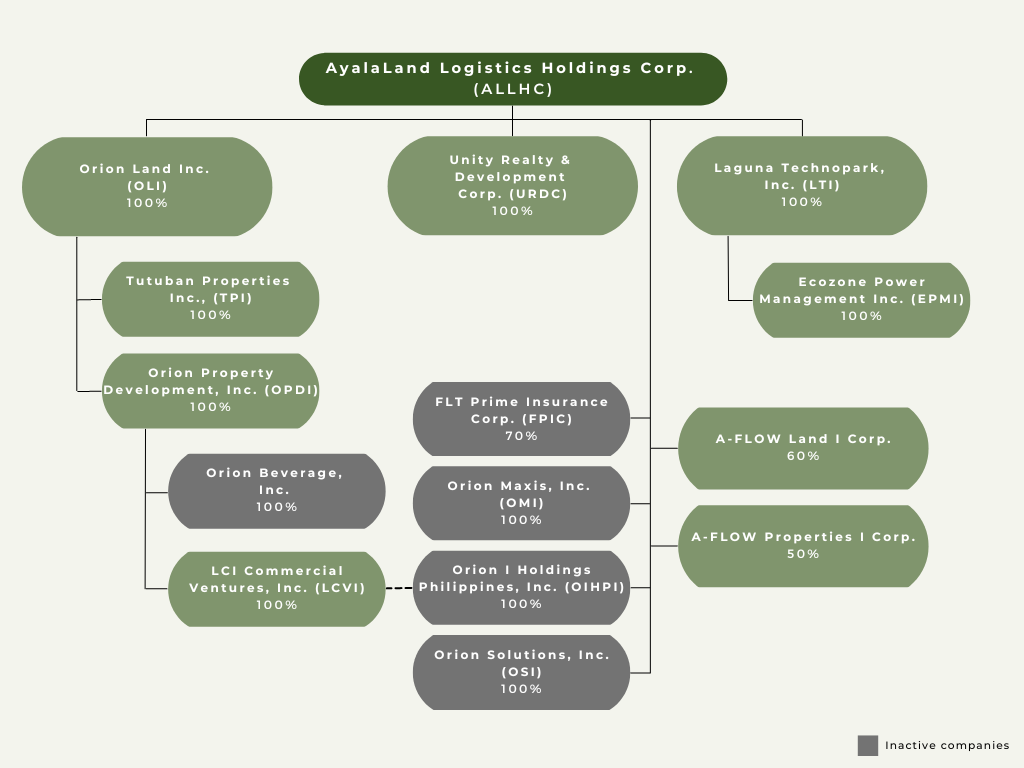 AyalaLand Logistics Holdings Corp.
(ALLHC)
Orion Land Inc.
(OLI)
100%
Unity Realty &
Development
Corp. (URDC)
100%
Laguna Technopark,
Inc. (LTI)
100%
Tutuban Properties
Inc., (TPI)
100%
Ecozone Power
Management Inc. (EPMI)
100%
Orion Property
Development, Inc. (OPDI)
100%
FLT Prime Insurance
Corp. (FPIC)
70%
A-FLOW Land I Corp.
60%
Orion Beverage,
Inc.
100%
Orion Maxis, Inc.
(OMI)
100%
A-FLOW Properties I Corp.
50%
LCI Commercial
Ventures, Inc. (LCVI)
100%
Orion I Holdings
Philippines, Inc. (OIHPI)
100%
Orion Solutions, Inc.
(OSI)
100%
Inactive companies